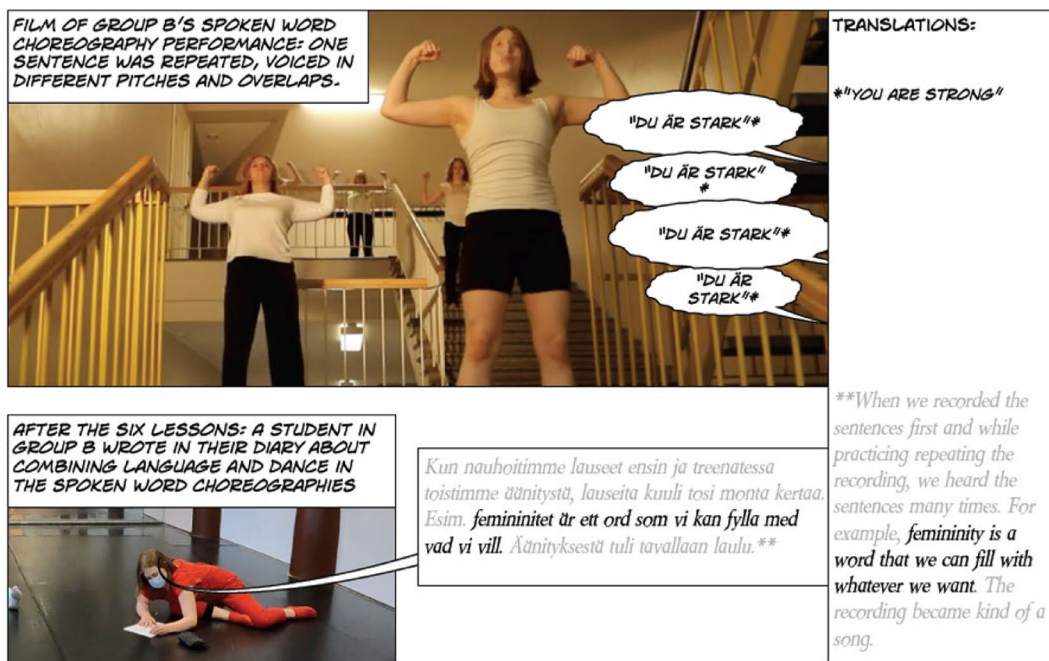 FILM OF GROUP B'S SPOKEN WORD
CHOREOGRAPHY PERFORMANCE: ONE
SENTENCE WAS REPEATED, VOICED IN
DIFFERENT PITCHES AND OVERLAPS.
"DU ÄR STARK"*
"DU ÄR STARK"
*
"DU ÄR STARK"*
"DU ÄR
STARK"*
TRANSLATIONS:
*"YOU ARE STRONG"
AFTER THE SIX LESSONS: A STUDENT IN
GROUP B WROTE IN THEIR DIARY ABOUT
COMBINING LANGUAGE AND DANCE IN
THE SPOKEN WORD CHOREOGRAPHIES
Kun nauhoitimme lauseet ensin ja treenatessa
toistimme äänitystä, lauseita kuuli tosi monta kertaa.
Esim. femininitet är ett ord som vi kan fylla med
vad vi vill. Äänityksestä tuli tavallaan laulu.**
**When we recorded the
sentences first and while
practicing repeating the
recording, we heard the
sentences many times. For
example, femininity is a
word that we can fill with
whatever we want. The
recording became kind of a
song.